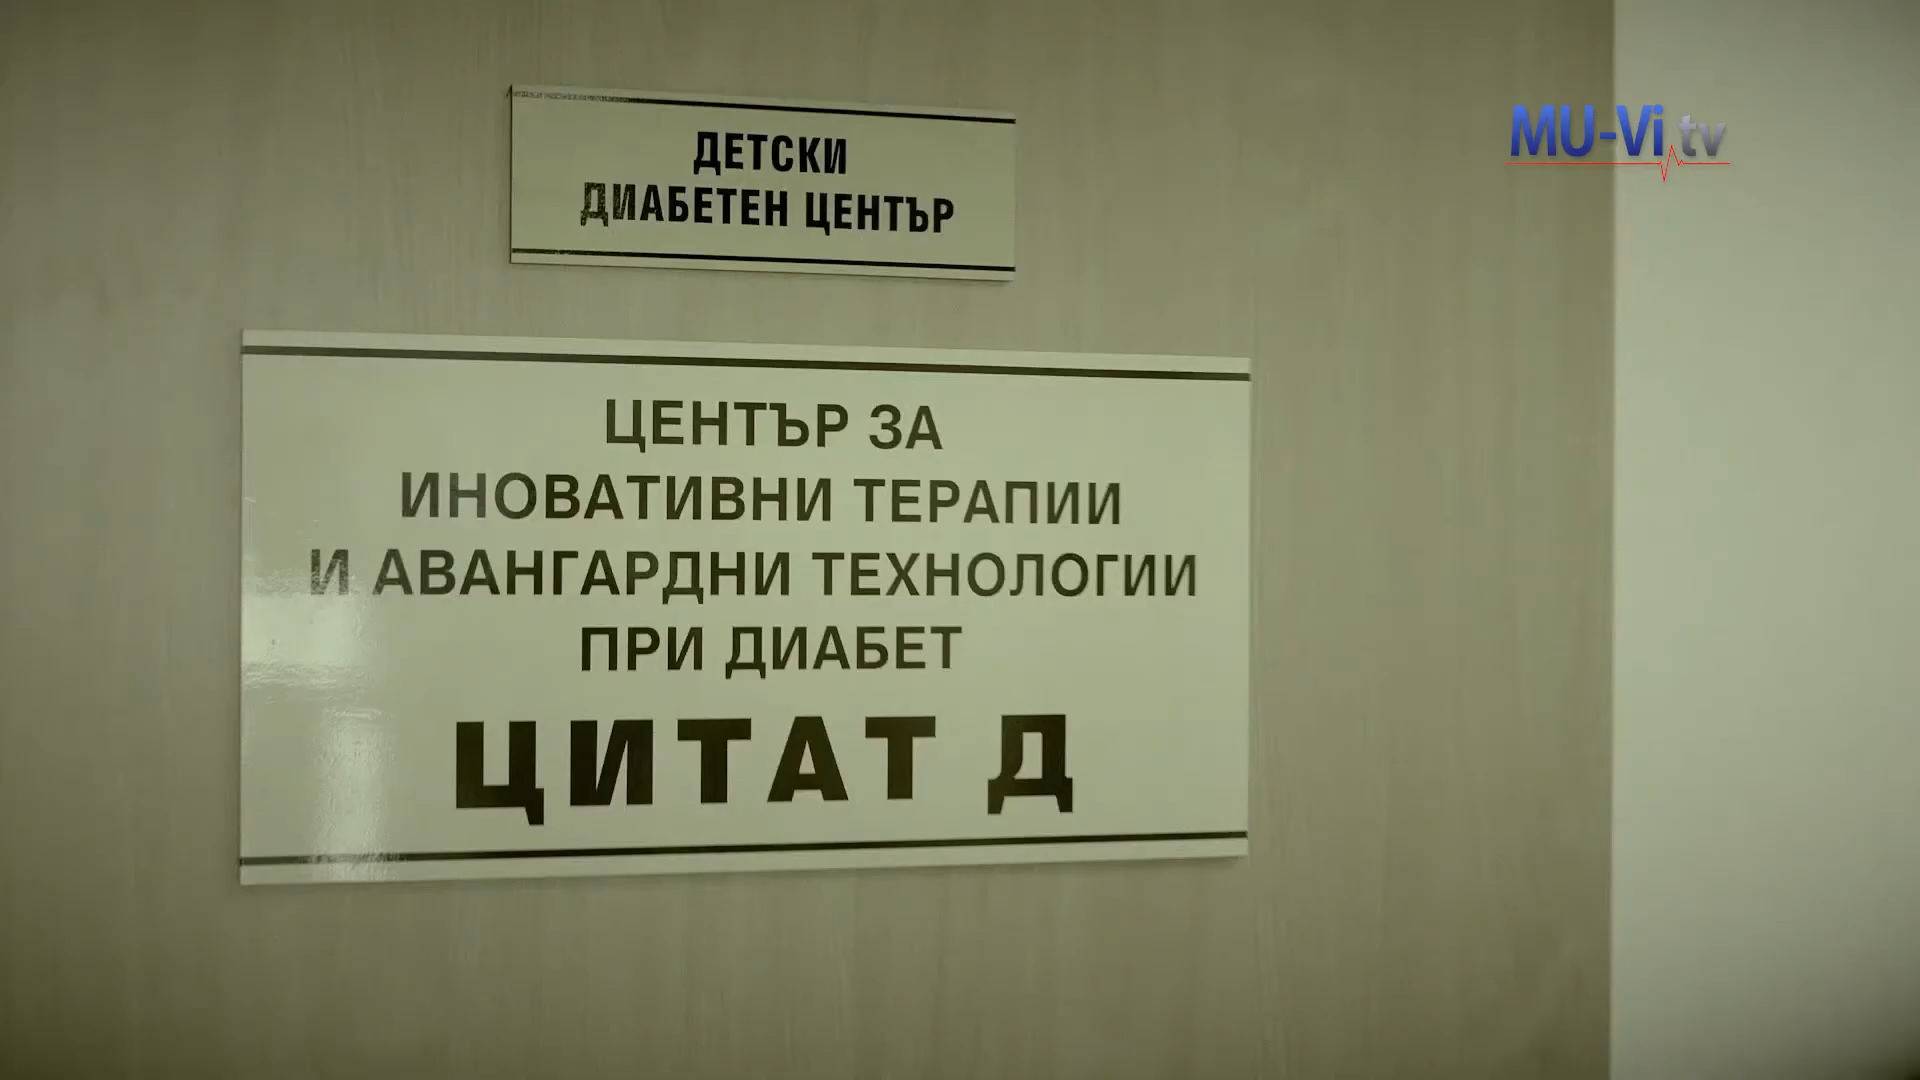 MU-Vi.tv
ДЕТСКИ
ДИАБЕТЕН ЦЕНТЪР
ЦЕНТЪР ЗА
ИНОВАТИВНИ ТЕРАПИИ
И АВАНГАРДНИ ТЕХНОЛОГИИ
ПРИ ДИАБЕТ
ЦИТАТ Д